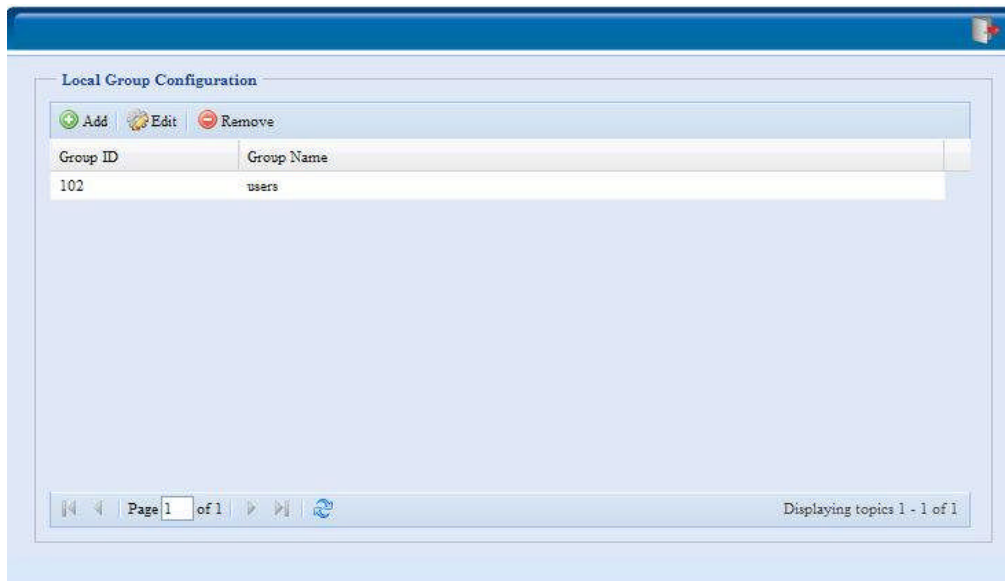 Local Group Configuration
Add Edit Remove
Group ID Group Name
102 users
Page 1 of 1 Displaying topics 1 - 1 of 1